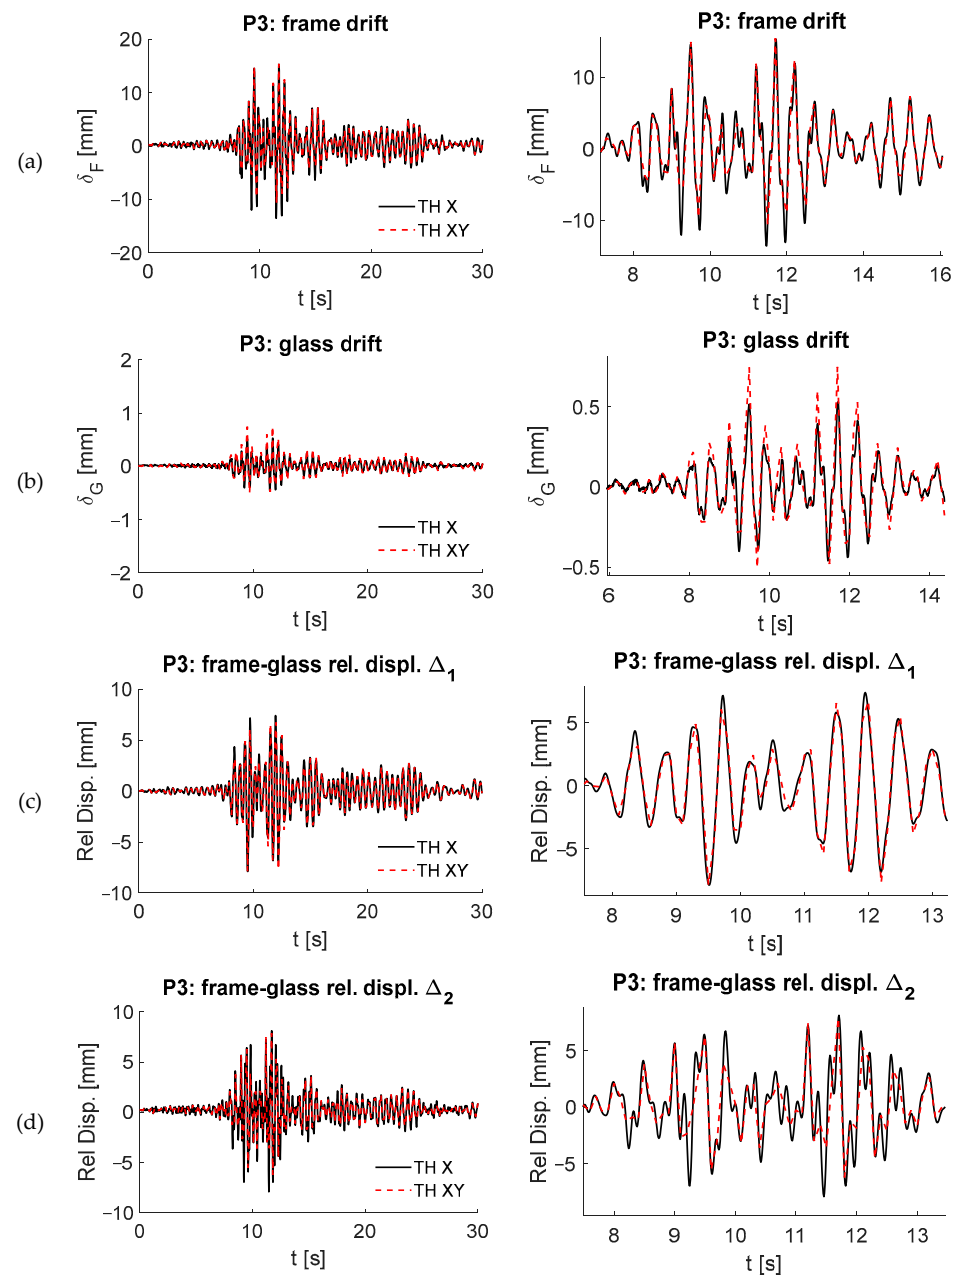 (a)
P3: frame drift
δF [mm]
20
10
0
−10
−20
TH X
TH XY
0 10 20 30
t [s]
P3: frame drift
δF [mm]
10
0
−10
8 10 12 14 16
t [s]
(b)
P3: glass drift
δG [mm]
2
1
0
−1
−2
TH X
TH XY
0 10 20 30
t [s]
P3: glass drift
δG [mm]
0.5
0
−0.5
6 8 10 12 14
t [s]
(c)
P3: frame-glass rel. displ. Δ1
Rel Disp. [mm]
10
5
0
−5
−10
TH X
TH XY
0 10 20 30
t [s]
P3: frame-glass rel. displ. Δ1
Rel Disp. [mm]
5
0
−5
8 9 10 11 12 13
t [s]
(d)
P3: frame-glass rel. displ. Δ2
Rel Disp. [mm]
10
5
0
−5
−10
TH X
TH XY
0 10 20 30
t [s]
P3: frame-glass rel. displ. Δ2
Rel Disp. [mm]
5
0
−5
8 9 10 11 12 13
t [s]